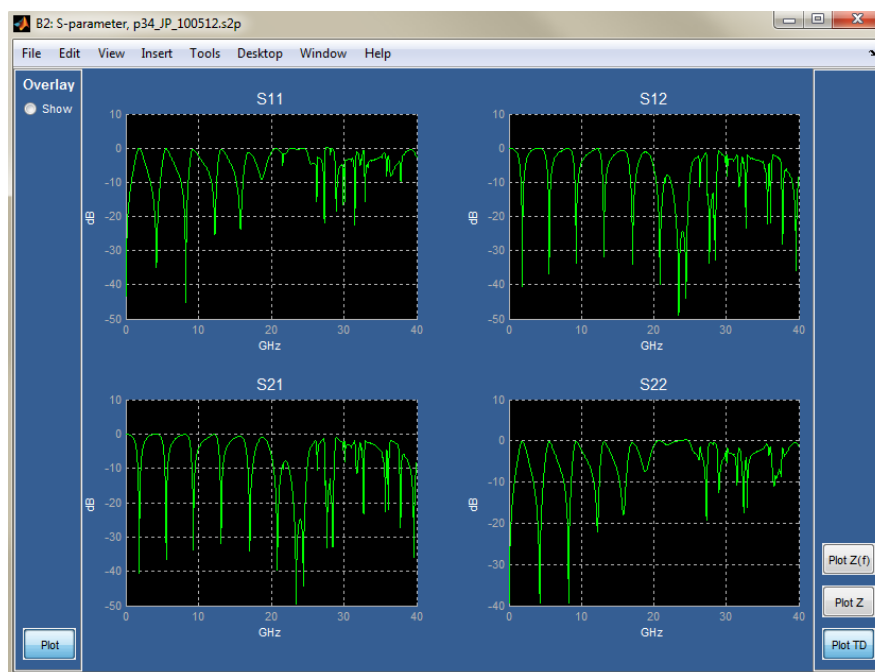 B2: S-parameter, p34_JP_100512.s2p
File Edit View Insert Tools Desktop Window Help
Overlay
Show
S11
10
0
-10
-20
-30
-40
-50
dB
0 10 20 30 40
GHz
S12
10
0
-10
-20
-30
-40
-50
dB
0 10 20 30 40
GHz
S21
10
0
-10
-20
-30
-40
-50
dB
0 10 20 30 40
GHz
S22
10
0
-10
-20
-30
-40
dB
0 10 20 30 40
GHz
Plot
Plot Z(f)
Plot Z
Plot TD